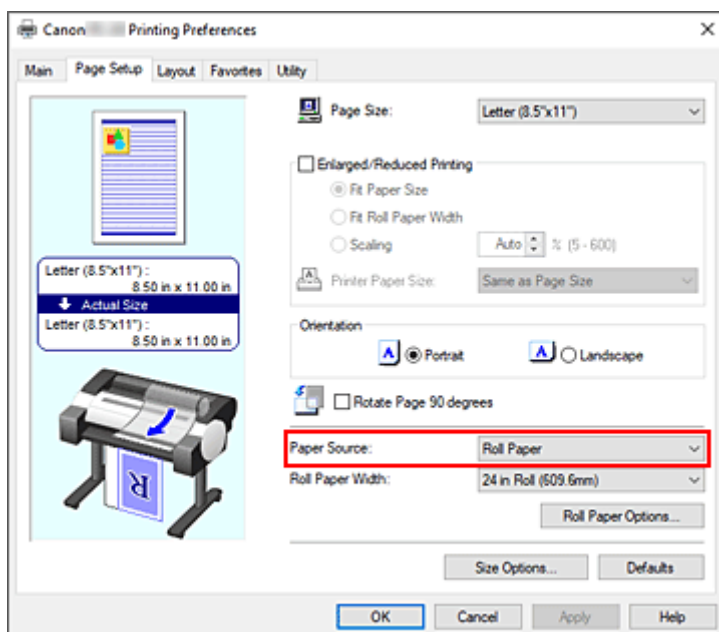 Canon Printing Preferences
Main Page Setup Layout Favorites Utility
Page Size: Letter (8.5"x11")
Enlarged/Reduced Printing
Fit Paper Size
Fit Roll Paper Width
Scaling Auto % (5 - 600)
Printer Paper Size: Same as Page Size
Letter (8.5"x11") :
8.50 in x 11.00 in
Actual Size
Letter (8.5"x11") :
8.50 in x 11.00 in
Orientation
A Portrait A Landscape
Rotate Page 90 degrees
Paper Source: Roll Paper
Roll Paper Width: 24 in Roll (609.6mm)
R
Roll Paper Options...
Size Options... Defaults
OK Cancel Apply Help